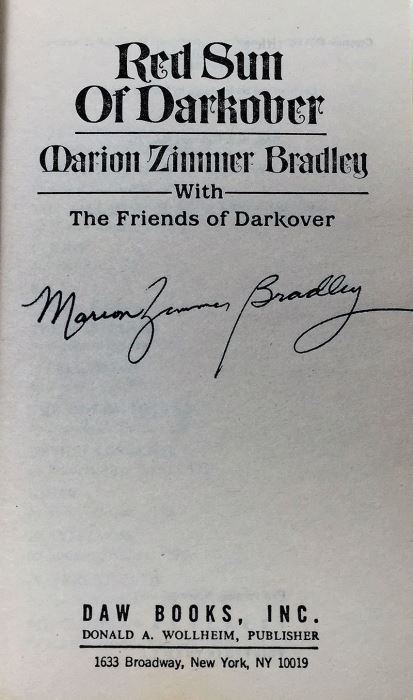 Red Sun
Of Darkover
Marion Zimmer Bradley
With
The Friends of Darkover
Marion Zimmer Bradley
DAW BOOKS, INC.
DONALD A. WOLLHEIM, PUBLISHER
1633 Broadway, New York, NY 10019